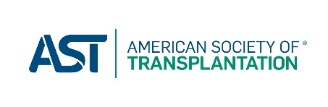 AST
AMERICAN SOCIETY OF®
TRANSPLANTATION